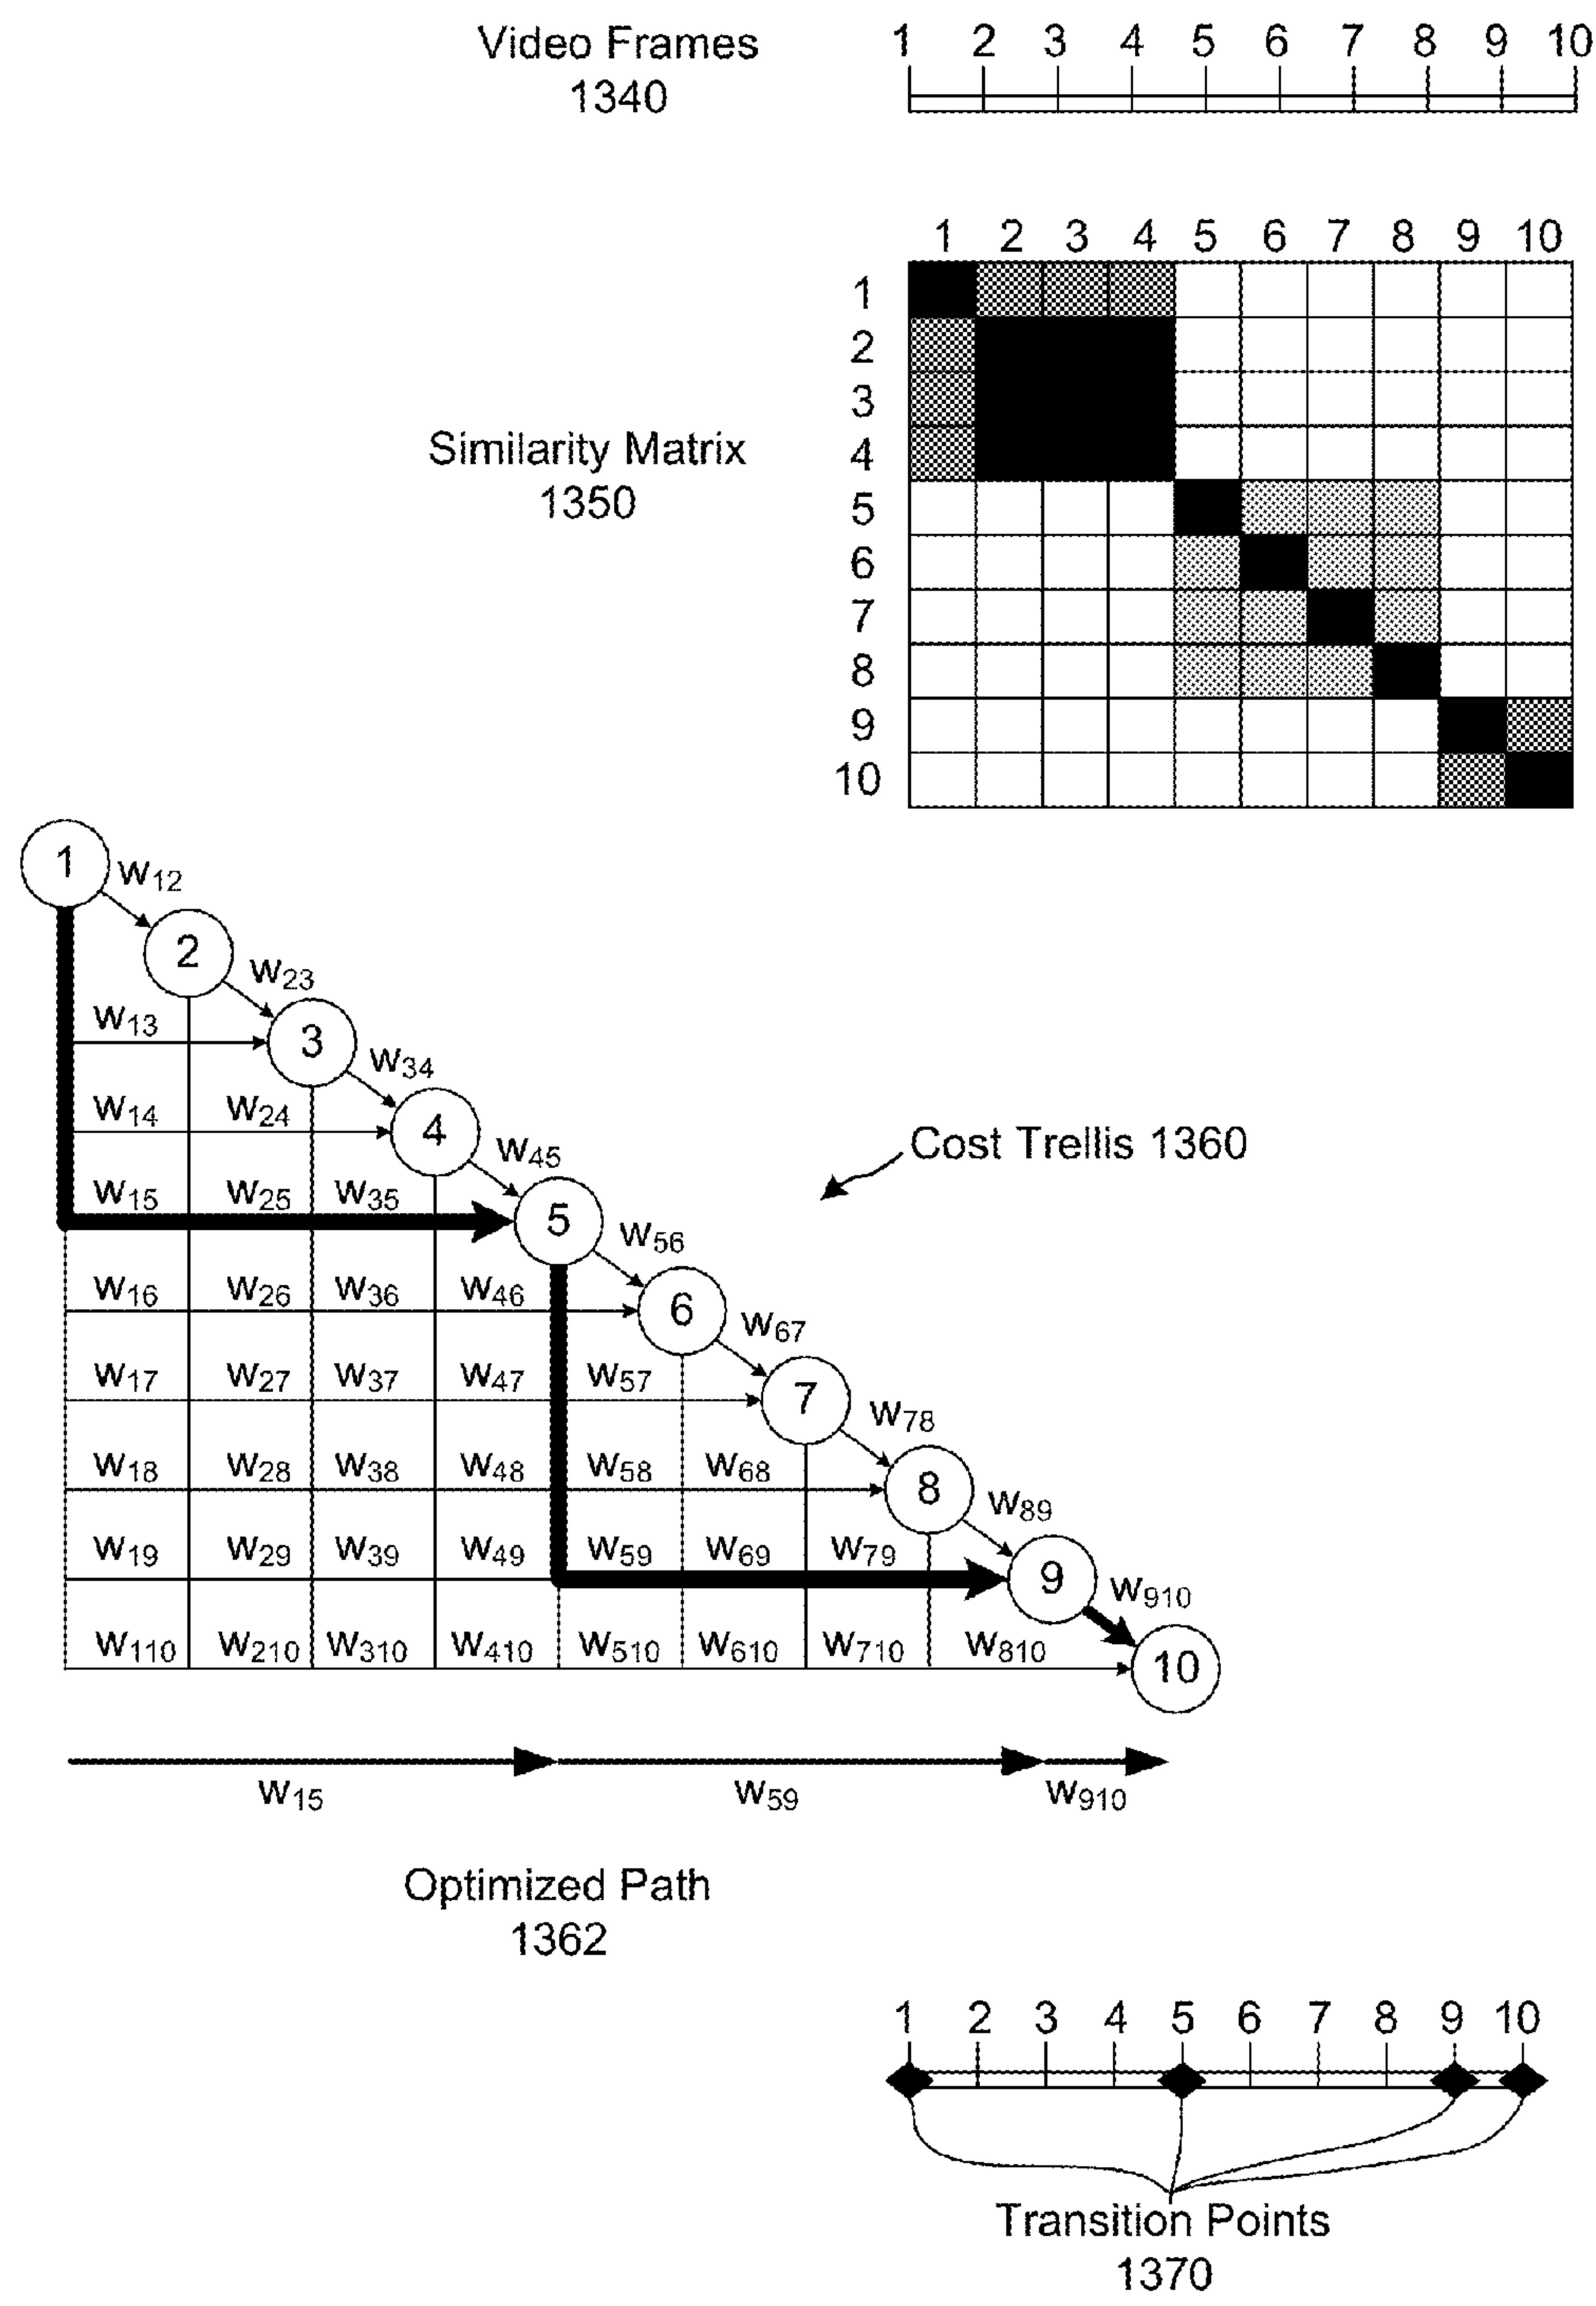 Video Frames
1340
1 2 3 4 5 6 7 8 9 10
1 2 3 4 5 6 7 8 9 10
1
2
3
4
5
6
7
8
9
10
Similarity Matrix
1350
1 w12
2 w23
w13 3 w34
w14 w24 4 w45
Cost Trellis 1360
w15 w25 w35 5 w56
w16 w26 w36 w46 6 w67
w17 w27 w37 w47 w57 7 w78
w18 w28 w38 w48 w58 w68 8 w89
w19 w29 w39 w49 w59 w69 w79 9 w910
w110 w210 w310 w410 w510 w610 w710 w810 10
w15 w59 w910
Optimized Path
1362
1 2 3 4 5 6 7 8 9 10
Transition Points
1370